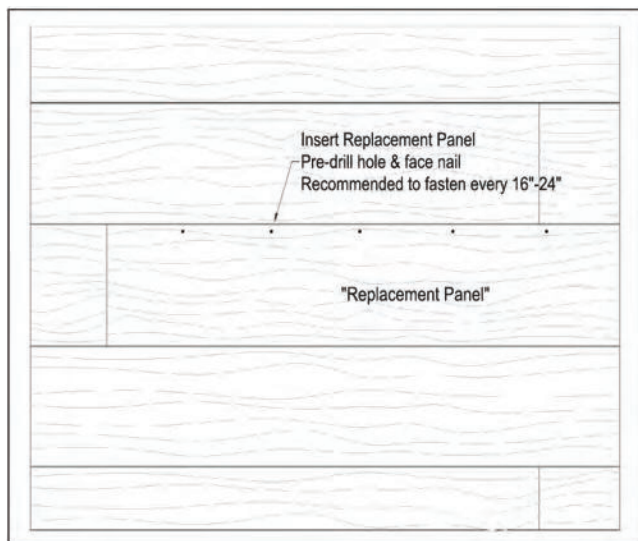 Insert Replacement Panel
Pre-drill hole & face nail
Recommended to fasten every 16"-24"
"Replacement Panel"